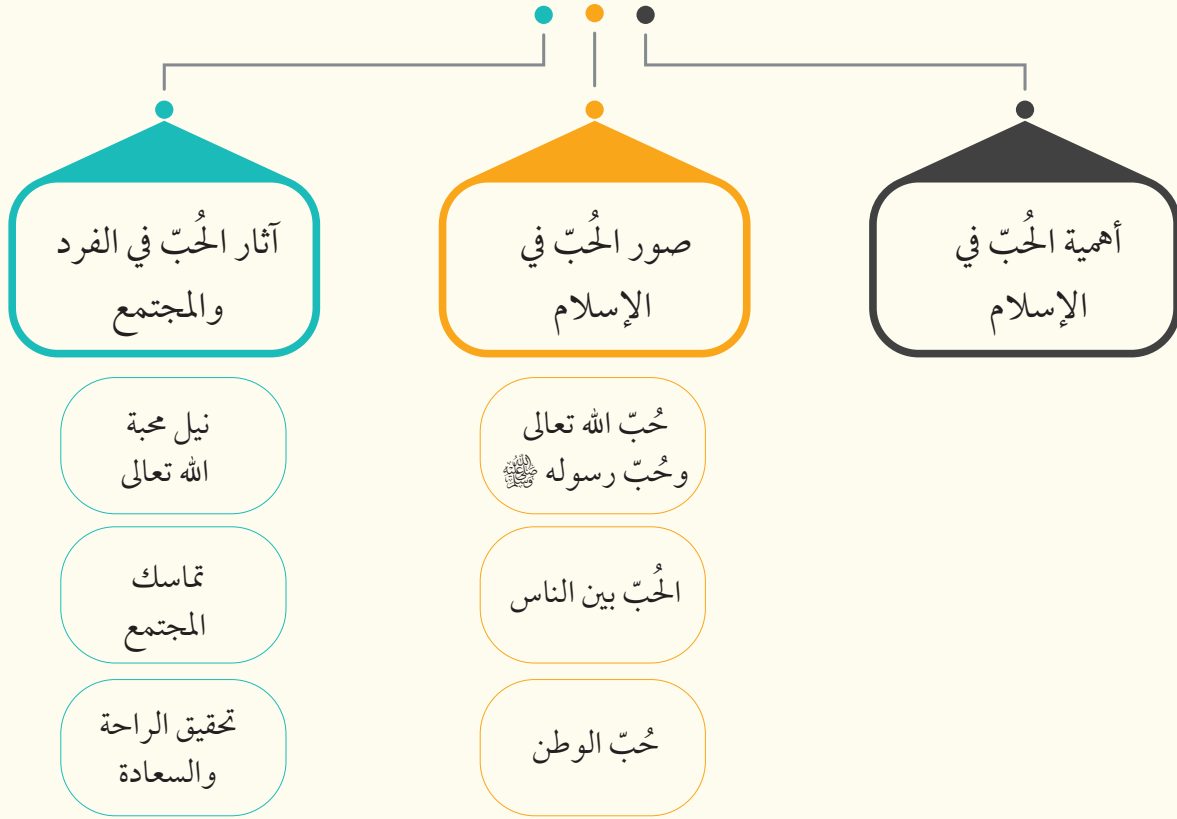 أهمية الحُبّ في
الإسلام
صور الحُبّ في
الإسلام
حُبّ الله تعالى
وحُبّ رسوله ﷺ
الحُبّ بين الناس
حُبّ الوطن
آثار الحُبّ في الفرد
والمجتمع
نيل محبة
الله تعالى
تماسك
المجتمع
تحقيق الراحة
والسعادة